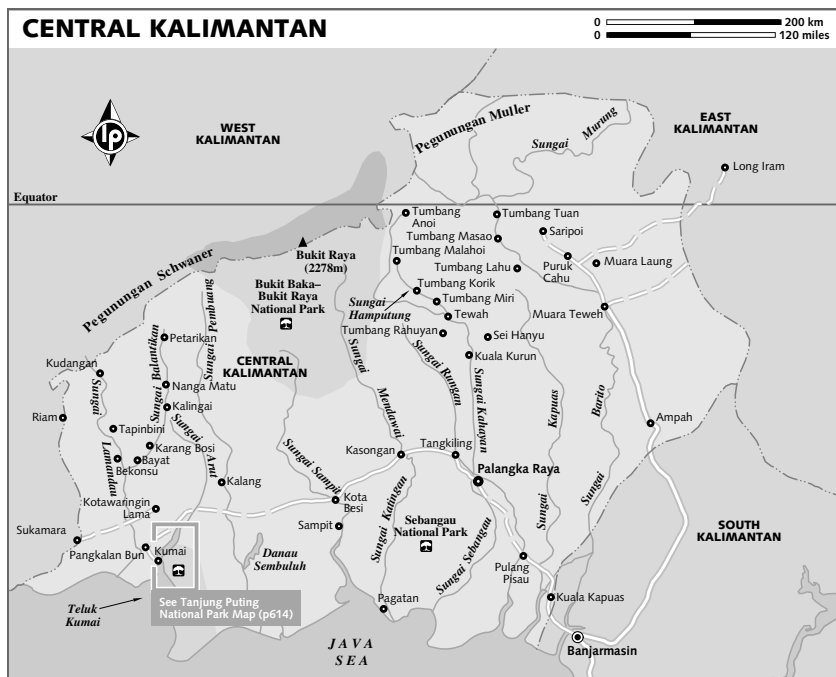 CENTRAL KALIMANTAN
0 200 km
0 120 miles
lp
WEST
KALIMANTAN
Pegunungan Muller
Sungai
Murung
EAST
KALIMANTAN
Long Iram
Equator
Tumbang
Anoi
Tumbang Tuan
Saripoi
Tumbang Masao
Tumbang Malahoi
Puruk
Cahu
Muara Laung
Tumbang Lahu
Bukit Raya
(2278m)
Pegunungan Schwaner
Sungai Pembuang
Bukit Baka–
Bukit Raya
National Park
Tumbang Korik
Sungai
Hamputung
Tumbang Miri
Tewah
Muara Teweh
Tumbang Rahuyan
Sei Hanyu
Kuala Kurun
Petarikan
Sungai Balantikan
Kudangan
CENTRAL
KALIMANTAN
Nanga Matu
Kalingai
Sungai
Mendawai
Sungai Rungan
Sungai Kahayan
Kapuas
Sungai
Barito
Sungai
Ampah
Riam
Sungai
Lamandau
Tapinbini
Karang Bosi
Bayat
Bekonsu
Sungai Arut
Kalang
Sungai Sampit
Kasongan
Tangkiling
Palangka Raya
Kotawaringin
Lama
Kota
Besi
Sampit
Sungai Katingan
Sebangau
National Park
Sungai Sebangau
SOUTH
KALIMANTAN
Sukamara
Pangkalan Bun
Kumai
Danau
Sembuluh
Pulang
Pisau
Teluk
Kumai
See Tanjung Puting
National Park Map (p614)
Pagatan
Kuala Kapuas
JAVA
SEA
Banjarmasin